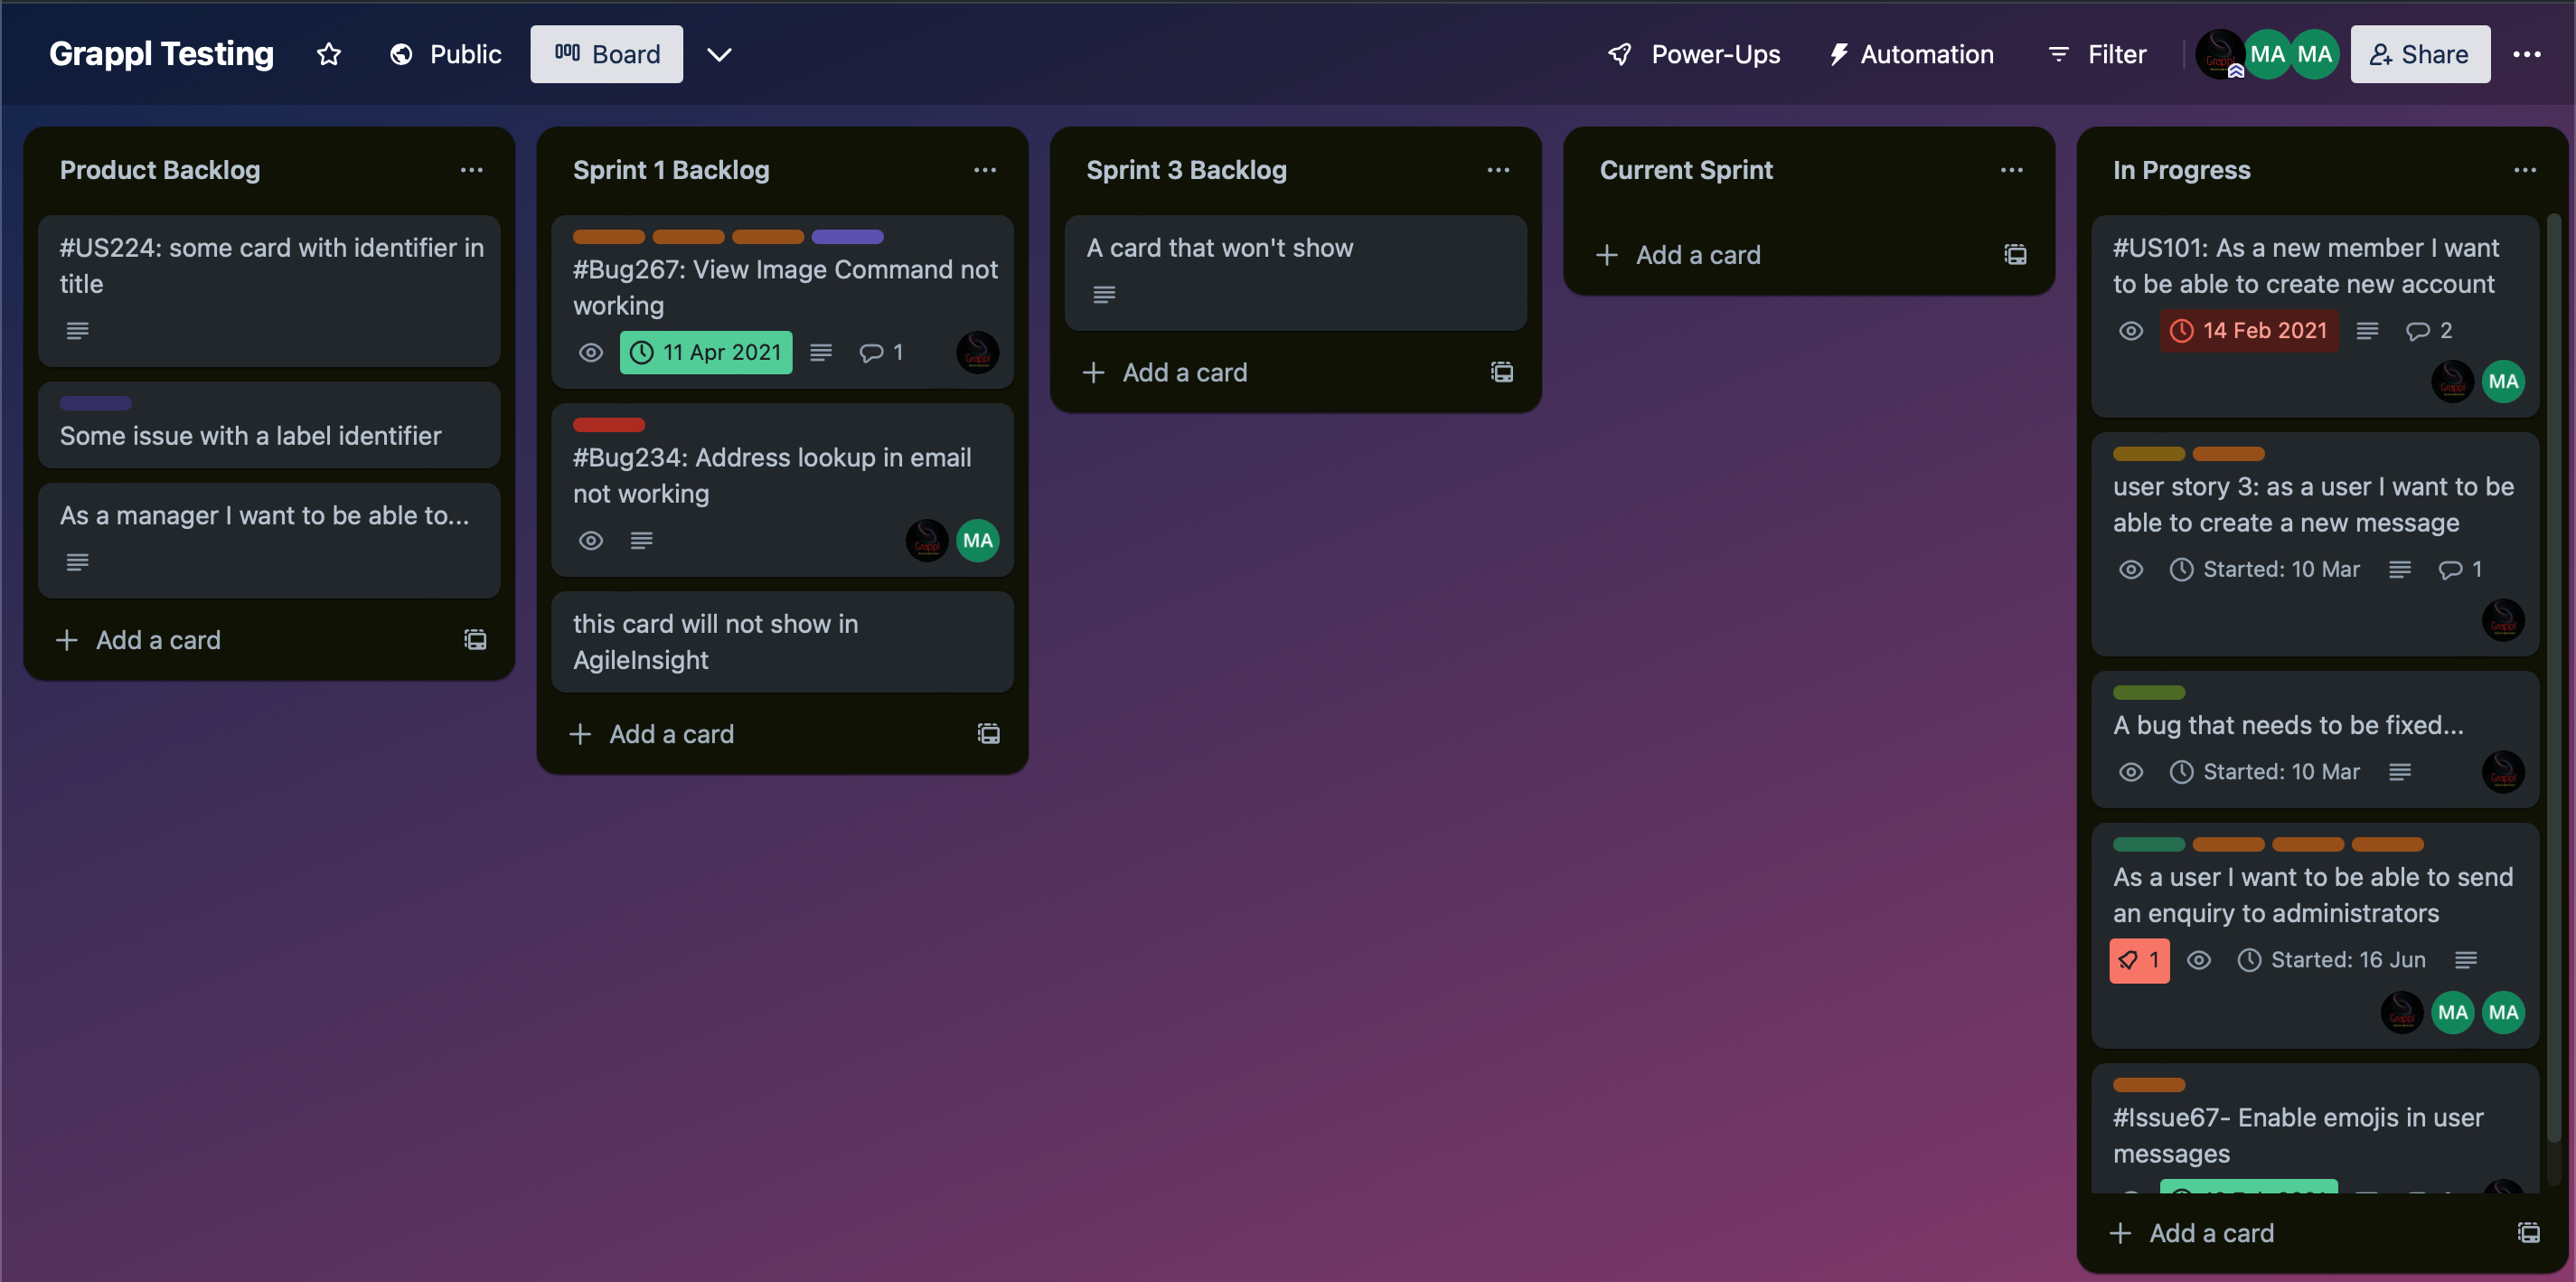 Grappl Testing
Public
Board
Power-Ups
Automation
Filter
MA
MA
Share
Product Backlog
#US224: some card with identifier in
title
Some issue with a label identifier
As a manager I want to be able to...
Add a card
Sprint 1 Backlog
#Bug267: View Image Command not
working
11 Apr 2021
1
#Bug234: Address lookup in email
not working
MA
this card will not show in
AgileInsight
Add a card
Sprint 3 Backlog
A card that won't show
Add a card
Current Sprint
Add a card
In Progress
#US101: As a new member I want
to be able to create new account
14 Feb 2021
2
MA
user story 3: as a user I want to be
able to create a new message
Started: 10 Mar
1
A bug that needs to be fixed...
Started: 10 Mar
As a user I want to be able to send
an enquiry to administrators
1
Started: 16 Jun
MA
MA
#Issue67- Enable emojis in user
messages
Add a card